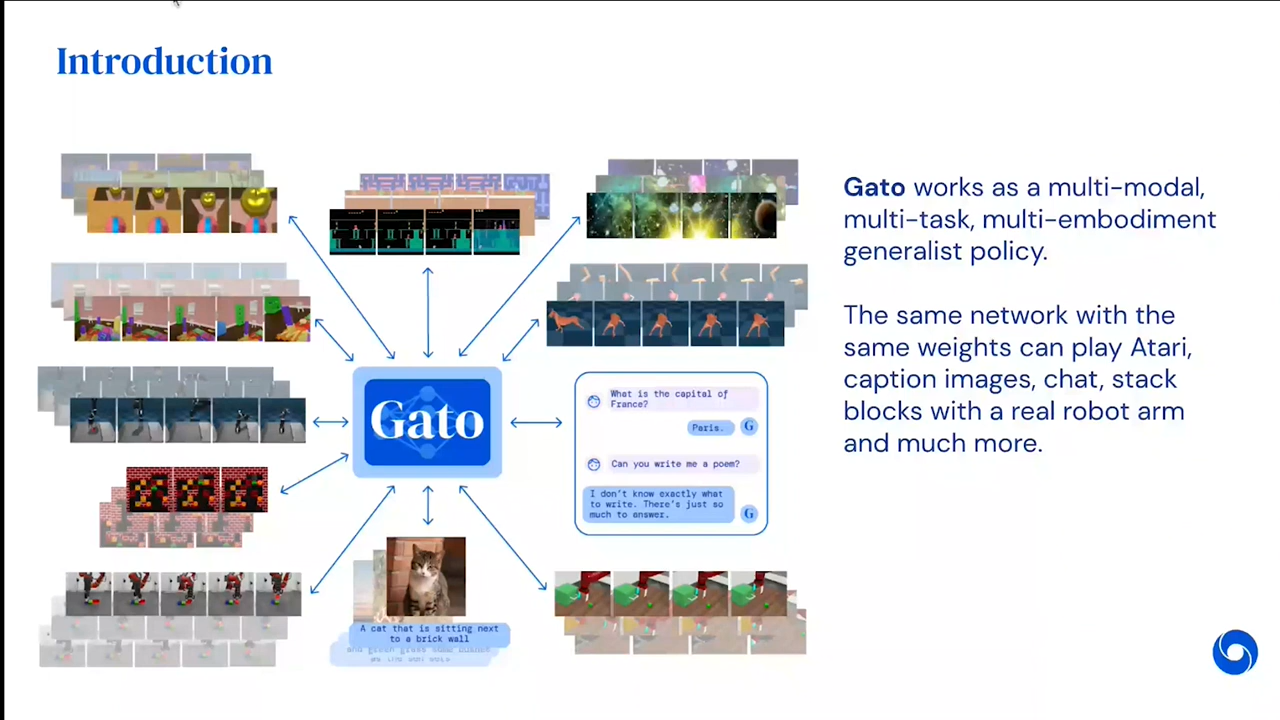 Introduction
Gato works as a multi-modal,
multi-task, multi-embodiment
generalist policy.
The same network with the
same weights can play Atari,
caption images, chat, stack
blocks with a real robot arm
and much more.
Gato
What is the capital of
France?
Paris.
G
Can you write me a poem?
I don't know exactly what
to write. There's just so
much to answer.
G
A cat that is sitting next
to a brick wall